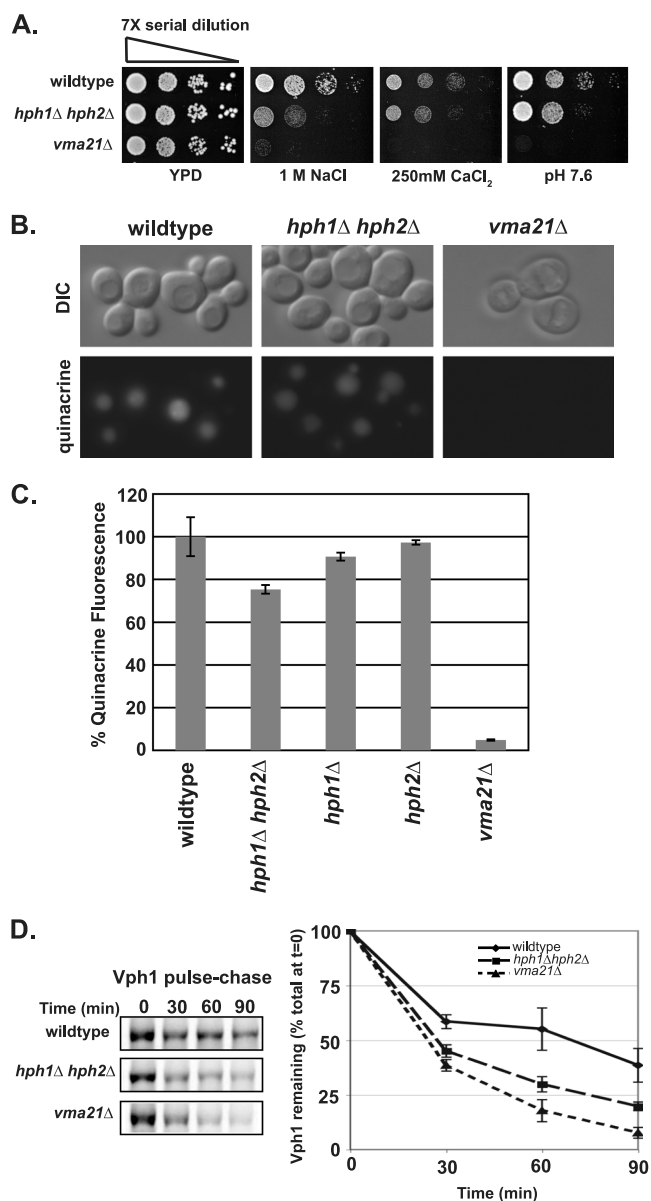 A.
7X serial dilution
wildtype
hph1Δ hph2Δ
vma21Δ
YPD
1 M NaCl
250mM CaCl₂
pH 7.6
B.
wildtype
hph1Δ hph2Δ
vma21Δ
DIC
quinacrine
C.
% Quinacrine Fluorescence
120
100
80
60
40
20
0
wildtype
hph1Δ hph2Δ
hph1Δ
hph2Δ
vma21Δ
D.
Vph1 pulse-chase
Time (min) 0 30 60 90
wildtype
hph1Δ hph2Δ
vma21Δ
Vph1 remaining (% total at t=0)
100
75
50
25
0
wildtype
hph1Δhph2Δ
vma21Δ
0 30 60 90
Time (min)